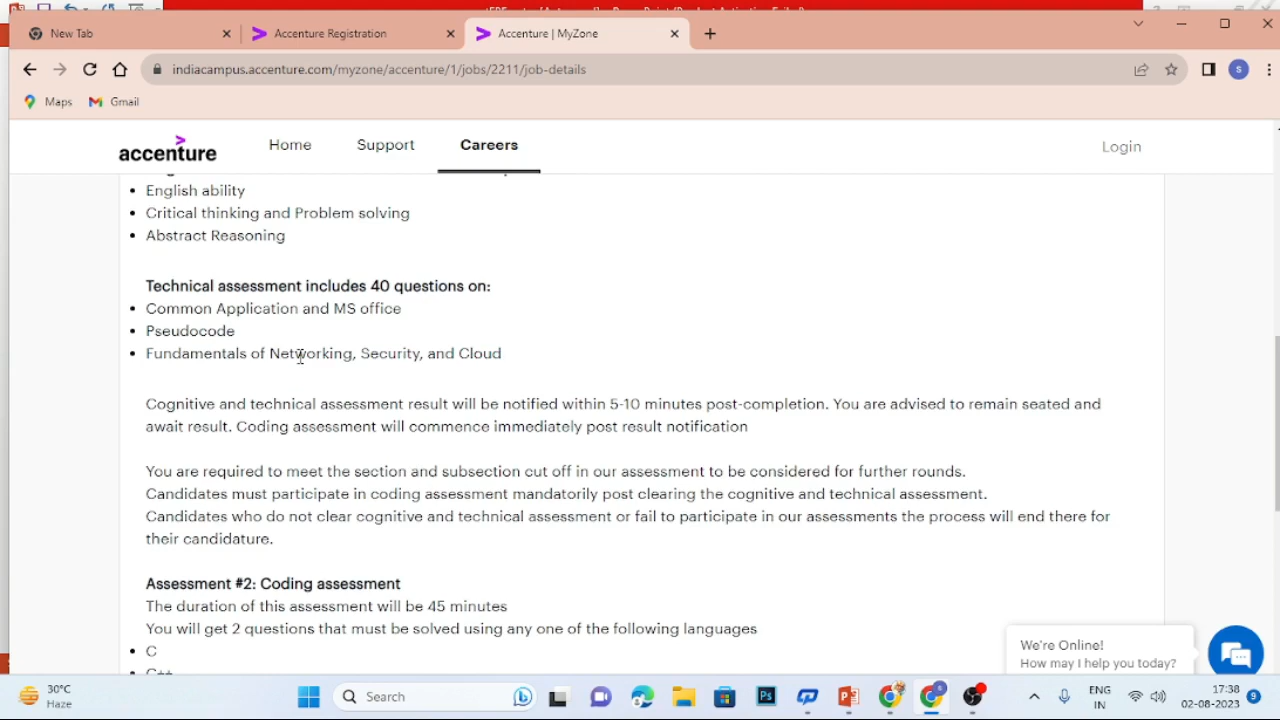 New Tab
Accenture Registration
Accenture | MyZone
indiacampus.accenture.com/myzone/accenture/1/jobs/2211/job-details
S
Maps
Gmail
accenture
Home
Support
Careers
Login
English ability
Critical thinking and Problem solving
Abstract Reasoning
Technical assessment includes 40 questions on:
Common Application and MS office
Pseudocode
Fundamentals of Networking, Security, and Cloud
Cognitive and technical assessment result will be notified within 5-10 minutes post-completion. You are advised to remain seated and
await result. Coding assessment will commence immediately post result notification
You are required to meet the section and subsection cut off in our assessment to be considered for further rounds.
Candidates must participate in coding assessment mandatorily post clearing the cognitive and technical assessment.
Candidates who do not clear cognitive and technical assessment or fail to participate in our assessments the process will end there for
their candidature.
Assessment #2: Coding assessment
The duration of this assessment will be 45 minutes
You will get 2 questions that must be solved using any one of the following languages
C
C++
We're Online!
How may I help you today?
30°C
Haze
Search
ENG
IN
17:38
02-08-2023
9